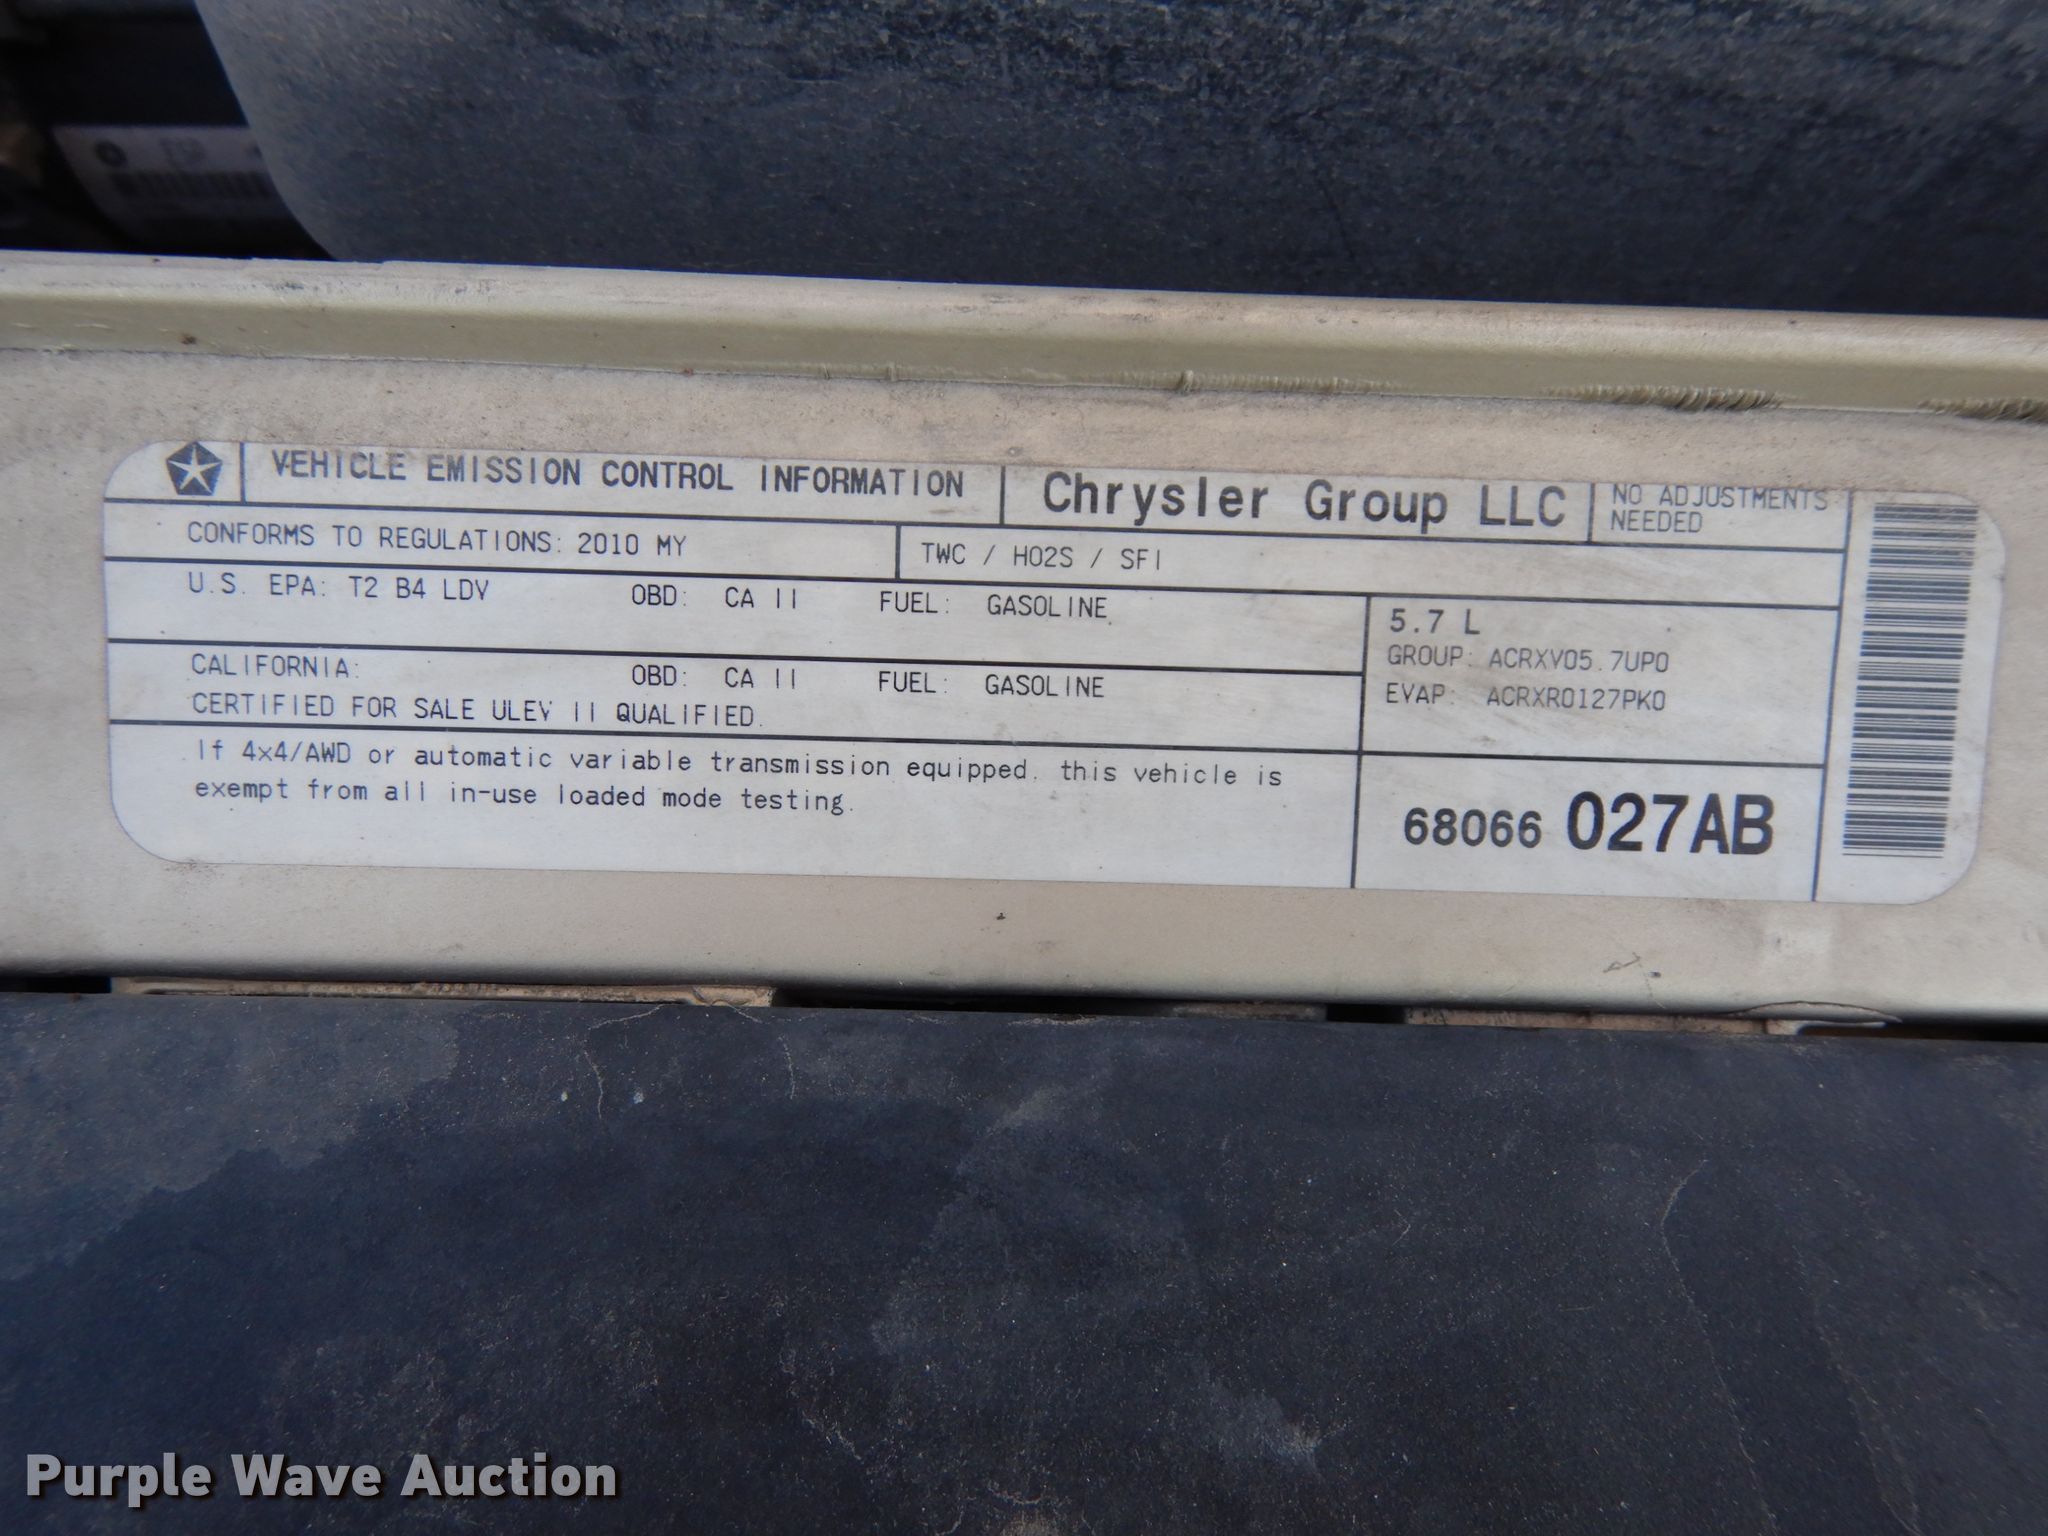 VEHICLE EMISSION CONTROL INFORMATION
Chrysler Group LLC
NO ADJUSTMENTS
NEEDED
CONFORMS TO REGULATIONS: 2010 MY
TWC / HO2S / SFI
U.S. EPA: T2 B4 LDV OBD: CA II FUEL: GASOLINE
5.7 L
GROUP: ACRXV05.7UP0
EVAP: ACRXR0127PK0
CALIFORNIA: OBD: CA II FUEL: GASOLINE
CERTIFIED FOR SALE ULEV II QUALIFIED.
If 4x4/AWD or automatic variable transmission equipped, this vehicle is
exempt from all in-use loaded mode testing.
68066 027AB
Purple Wave Auction